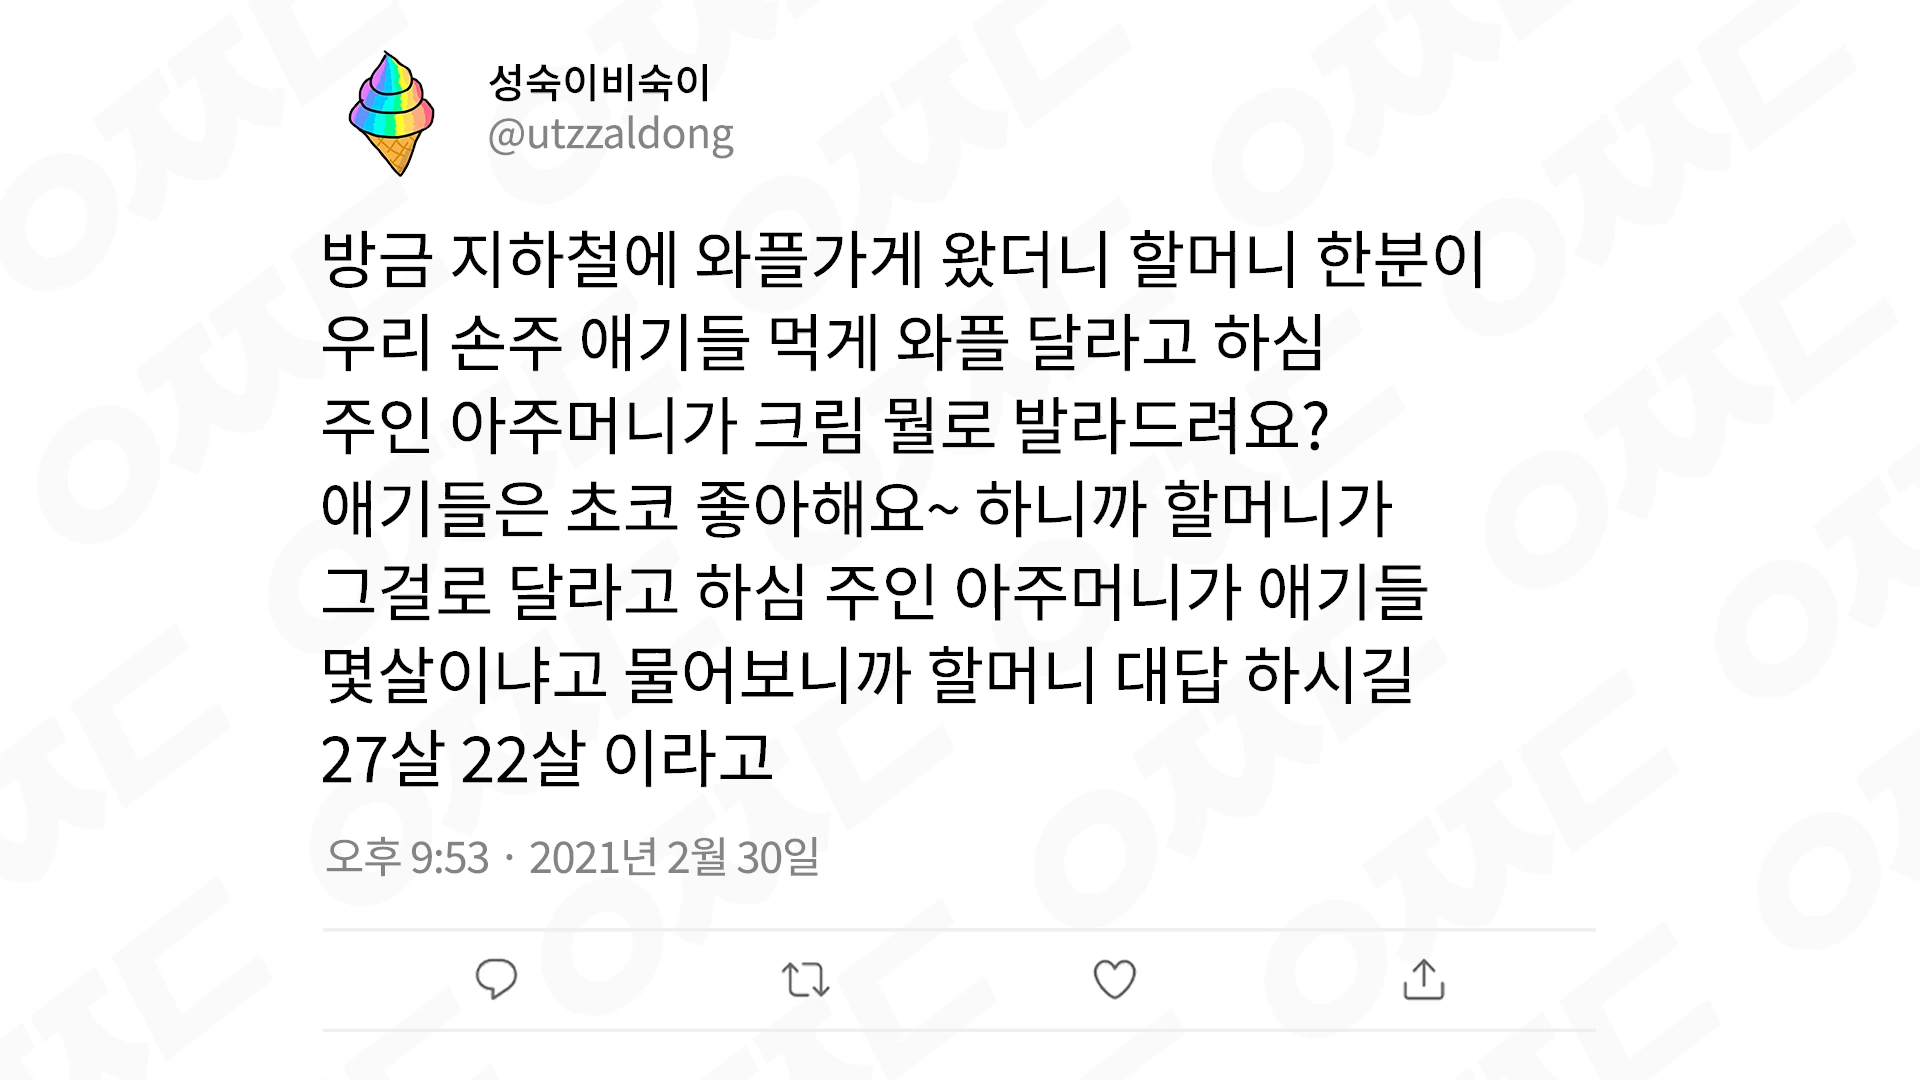 성숙이비숙이
@utzzaldong
방금 지하철에 와플가게 왔더니 할머니 한분이
우리 손주 애기들 먹게 와플 달라고 하심
주인 아주머니가 크림 뭘로 발라드려요?
애기들은 초코 좋아해요~ 하니까 할머니가
그걸로 달라고 하심 주인 아주머니가 애기들
몇살이냐고 물어보니까 할머니 대답 하시길
27살 22살 이라고
오후 9:53 · 2021년 2월 30일